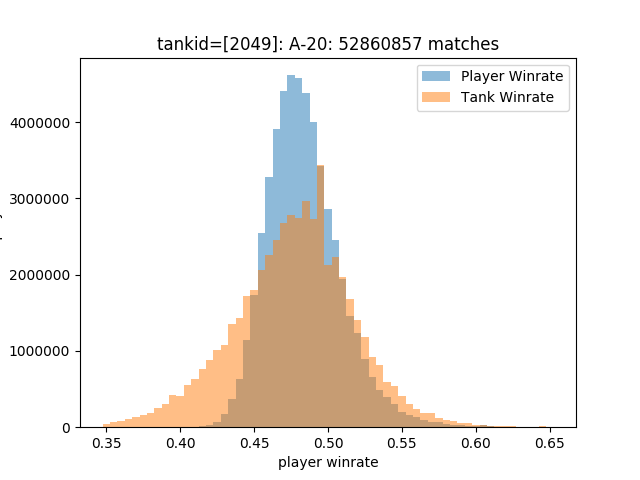 tankid=[2049]: A-20: 52860857 matches
Player Winrate
Tank Winrate
4000000
3000000
2000000
1000000
0
0.35 0.40 0.45 0.50 0.55 0.60 0.65
player winrate